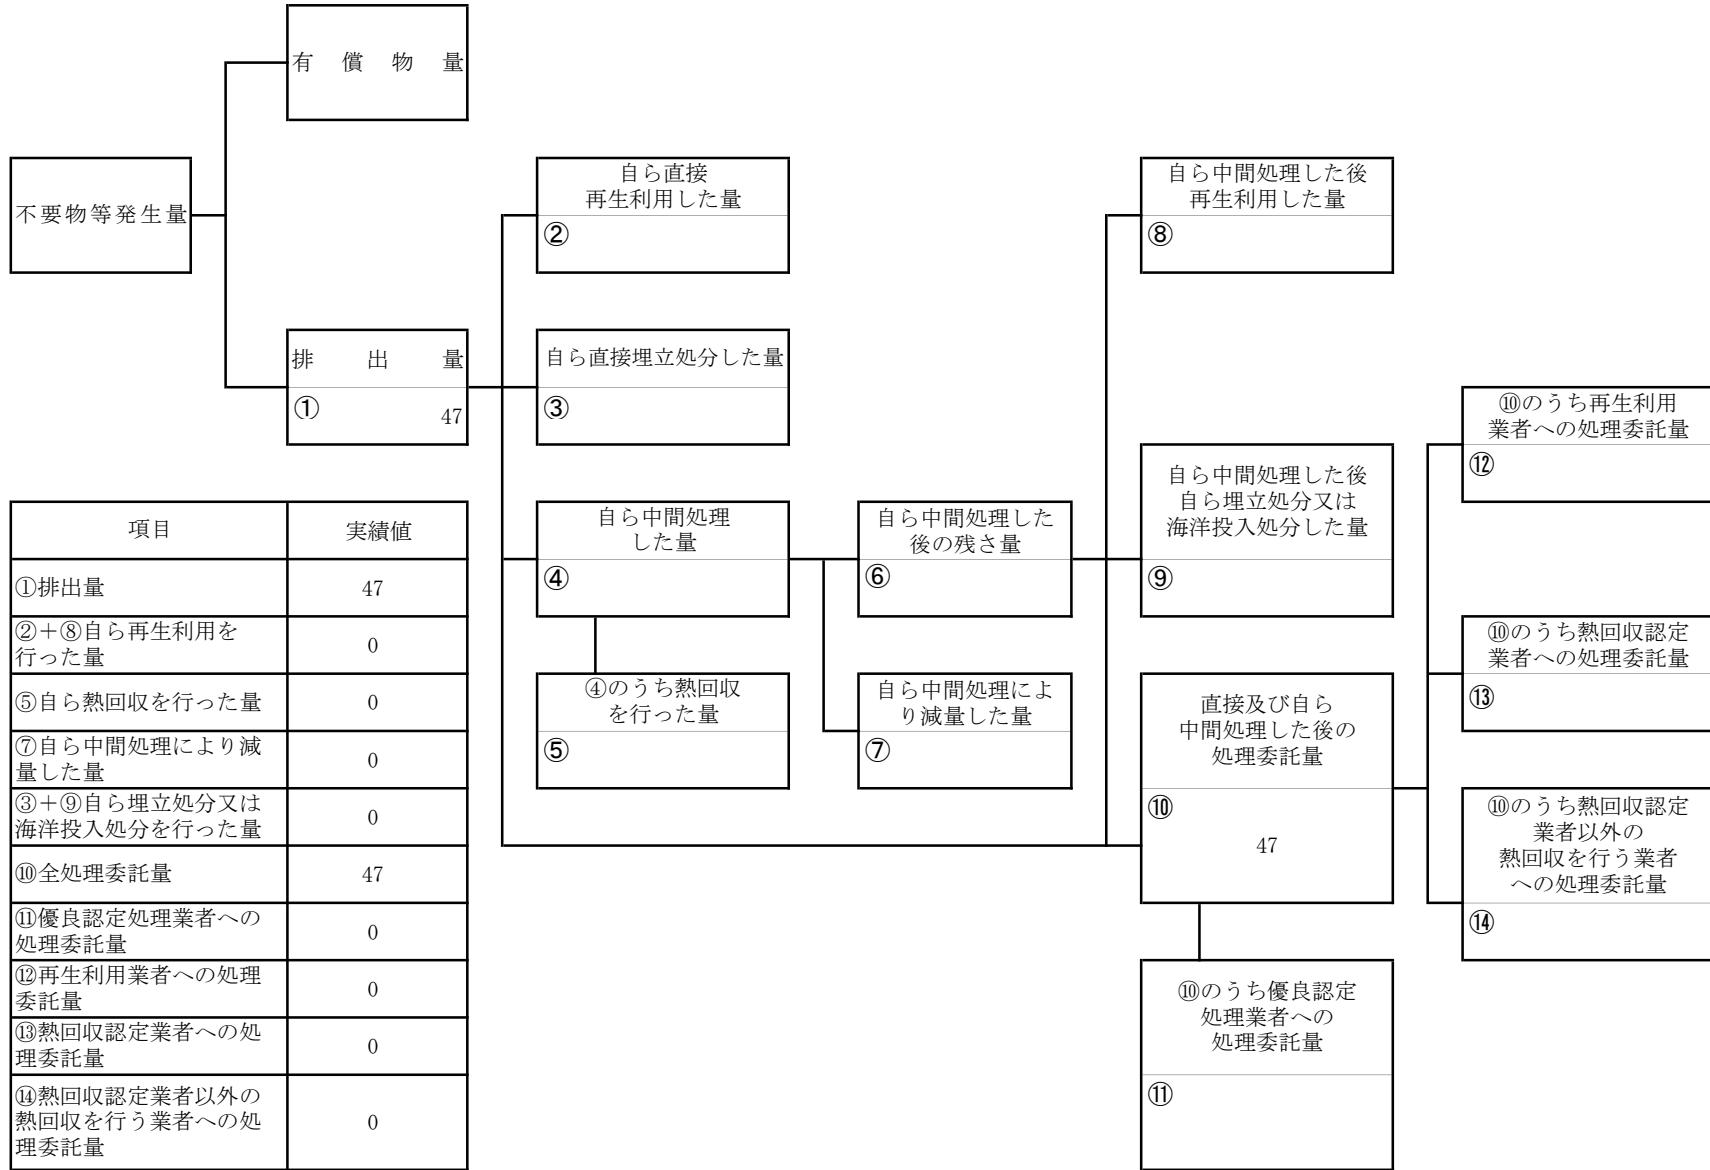 有償物量
不要物等発生量
排出量
①
47
自ら直接
再生利用した量
②
自ら直接埋立処分した量
③
自ら中間処理
した量
④
④のうち熱回収
を行った量
⑤
自ら中間処理した
後の残さ量
⑥
自ら中間処理によ
り減量した量
⑦
自ら中間処理した後
再生利用した量
⑧
自ら中間処理した後
自ら埋立処分又は
海洋投入処分した量
⑨
直接及び自ら
中間処理した後の
処理委託量
⑩
47
⑩のうち優良認定
処理業者への
処理委託量
⑪
⑩のうち再生利用
業者への処理委託量
⑫
⑩のうち熱回収認定
業者への処理委託量
⑬
⑩のうち熱回収認定
業者以外の
熱回収を行う業者
への処理委託量
⑭
項目 実績値
①排出量 47
②+⑧自ら再生利用を
行った量 0
⑤自ら熱回収を行った量 0
⑦自ら中間処理により減
量した量 0
③+⑨自ら埋立処分又は
海洋投入処分を行った量 0
⑩全処理委託量 47
⑪優良認定処理業者への
処理委託量 0
⑫再生利用業者への処理
委託量 0
⑬熱回収認定業者への処
理委託量 0
⑭熱回収認定業者以外の
熱回収を行う業者への処
理委託量 0